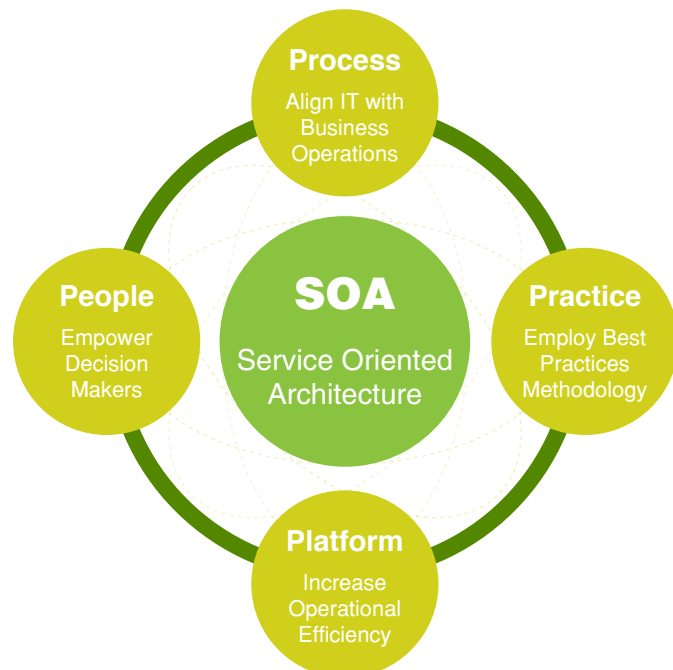 Process
Align IT with
Business
Operations
People
Empower
Decision
Makers
SOA
Service Oriented
Architecture
Practice
Employ Best
Practices
Methodology
Platform
Increase
Operational
Efficiency